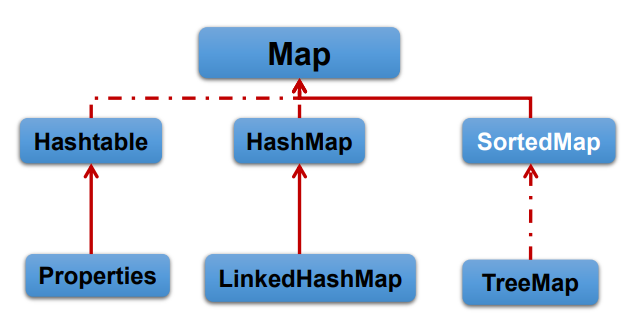 Map
Hashtable
HashMap
SortedMap
Properties
LinkedHashMap
TreeMap